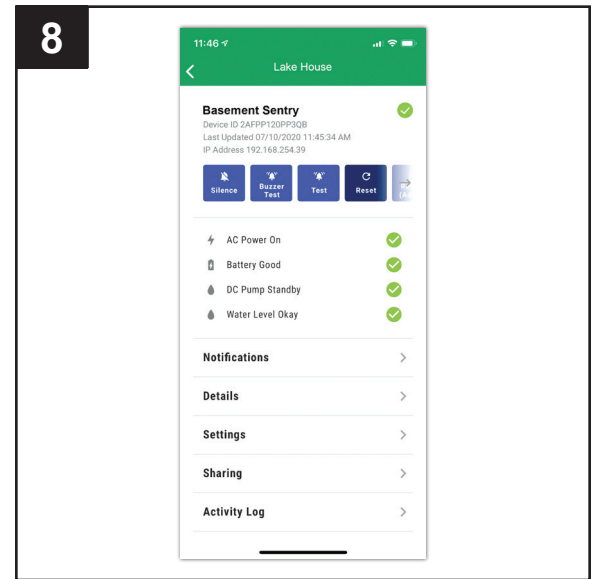 8
11:46
Lake House
Basement Sentry
Device ID 2AFPP120PP3QB
Last Updated 07/10/2020 11:45:34 AM
IP Address 192.168.254.39
Silence
Buzzer
Test
Test
Reset
AC Power On
Battery Good
DC Pump Standby
Water Level Okay
Notifications
Details
Settings
Sharing
Activity Log